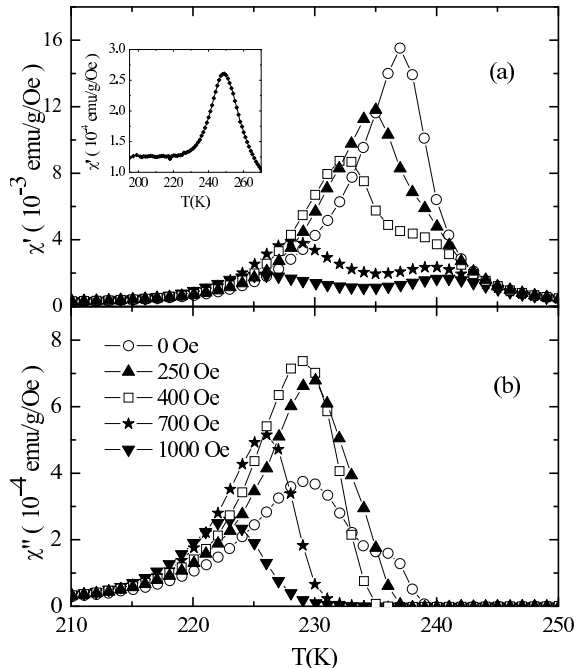 16
12
8
4
0
χ' ( 10⁻³ emu/g/Oe)
(a)
3.0
2.5
2.0
1.5
1.0
χ' (10⁻⁴ emu/g/Oe)
200 220 240 260
T(K)
8
6
4
2
0
χ'' ( 10⁻⁴ emu/g/Oe)
(b)
0 Oe
250 Oe
400 Oe
700 Oe
1000 Oe
210 220 230 240 250
T(K)